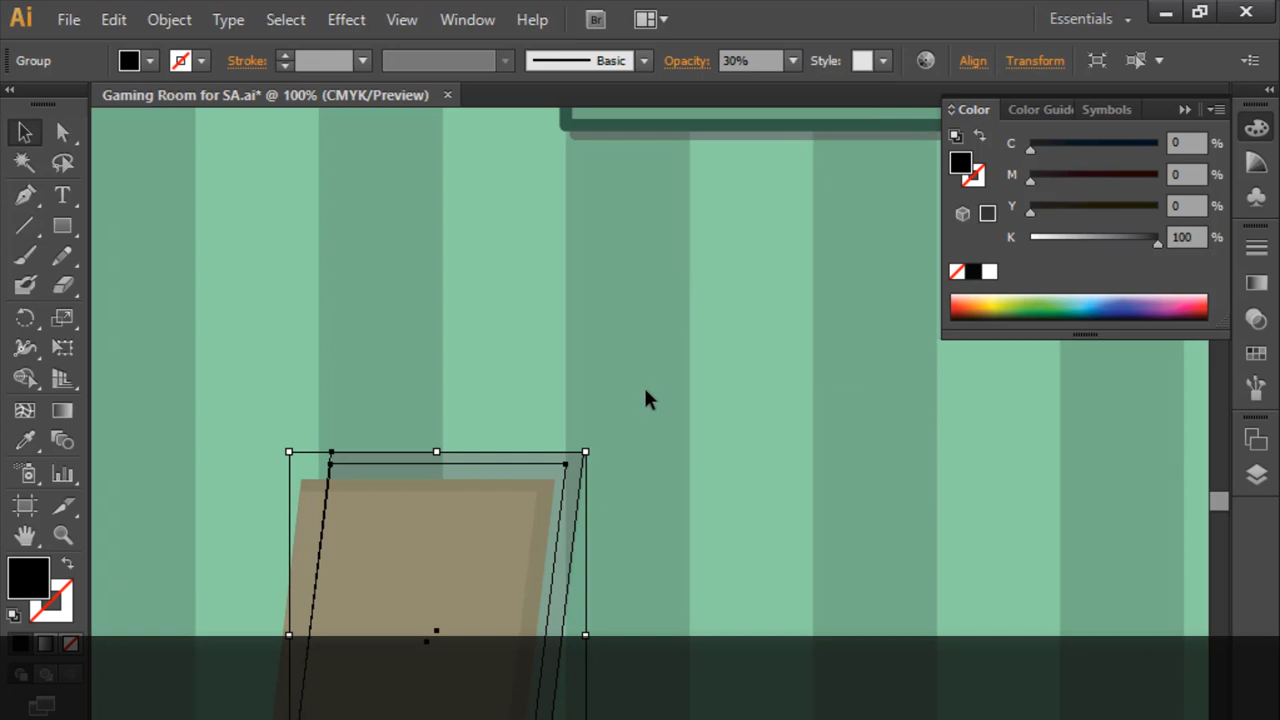 Ai File Edit Object Type Select Effect View Window Help Br Essentials
Group Stroke: Basic Opacity: 30% Style: Align Transform
Gaming Room for SA.ai* @ 100% (CMYK/Preview) ×
Color Color Guide Symbols
C 0 %
M 0 %
Y 0 %
K 100 %
T